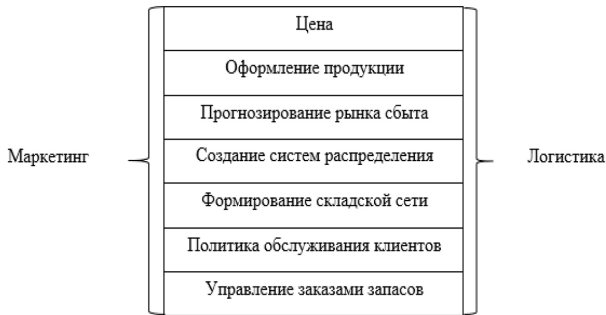 Цена
Оформление продукции
Прогнозирование рынка сбыта
Маркетинг
Создание систем распределения
Логистика
Формирование складской сети
Политика обслуживания клиентов
Управление заказами запасов